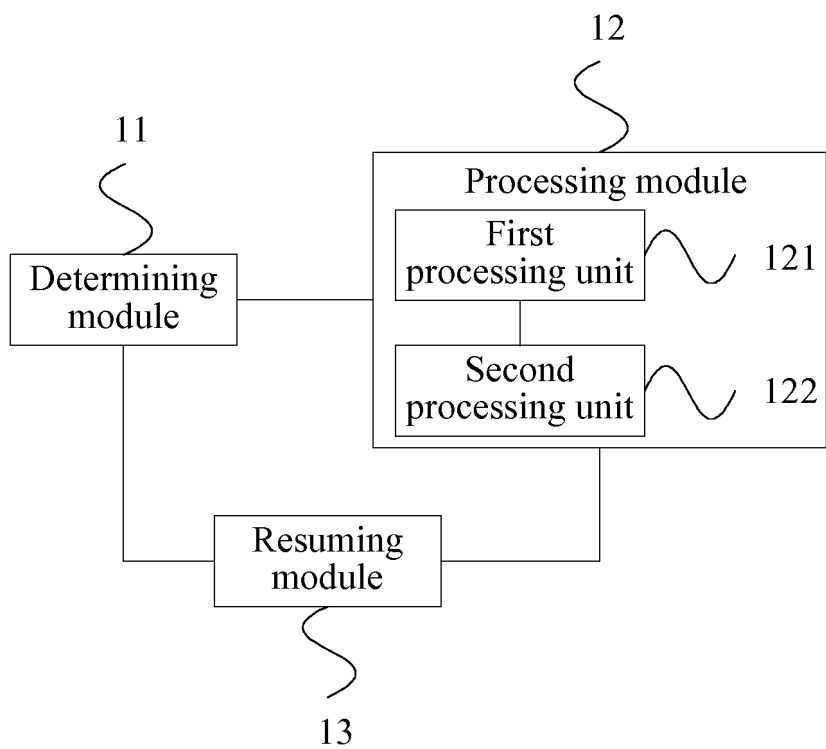 12
11
Processing module
First
processing unit
121
Determining
module
Second
processing unit
122
Resuming
module
13